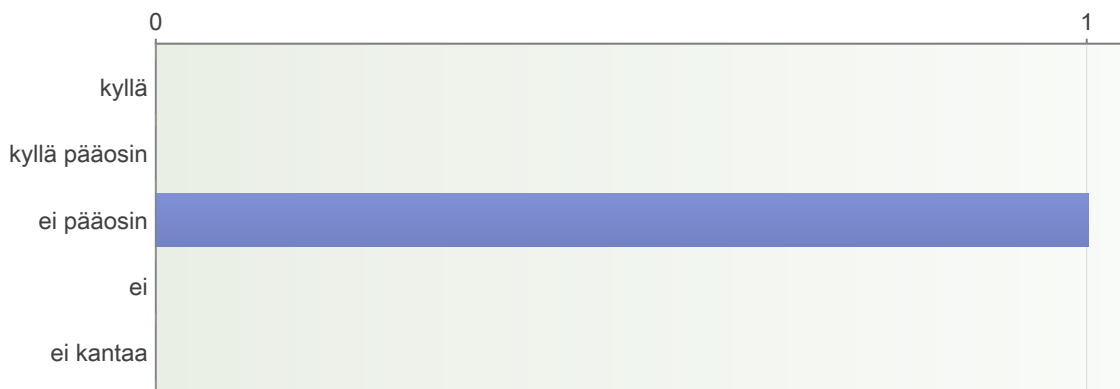 0 1
kyllä
kyllä pääosin
ei pääosin
ei
ei kantaa